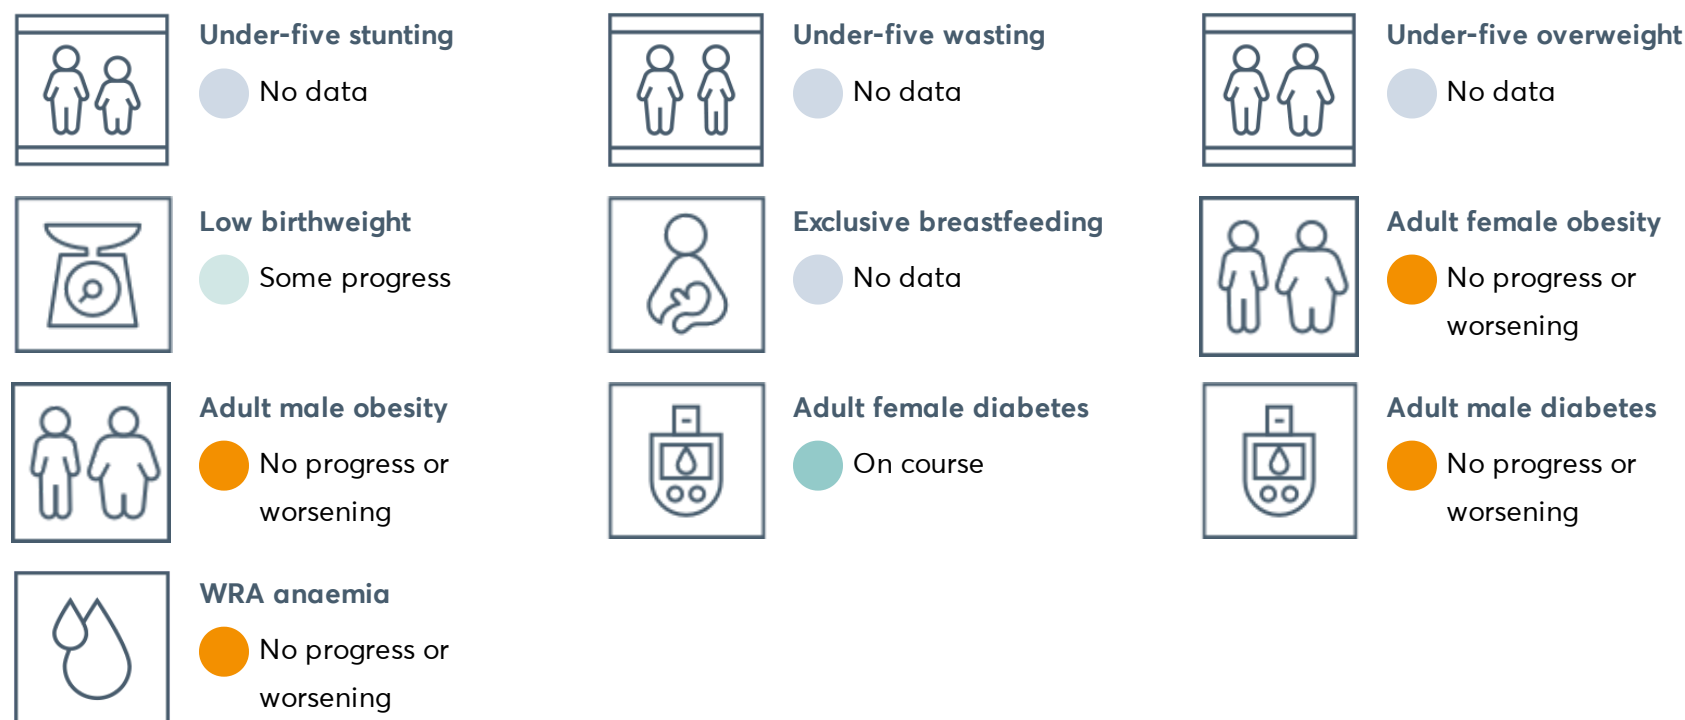 Under-five stunting
No data
Under-five wasting
No data
Under-five overweight
No data
Low birthweight
Some progress
Exclusive breastfeeding
No data
Adult female obesity
No progress or
worsening
Adult male obesity
No progress or
worsening
Adult female diabetes
On course
Adult male diabetes
No progress or
worsening
WRA anaemia
No progress or
worsening